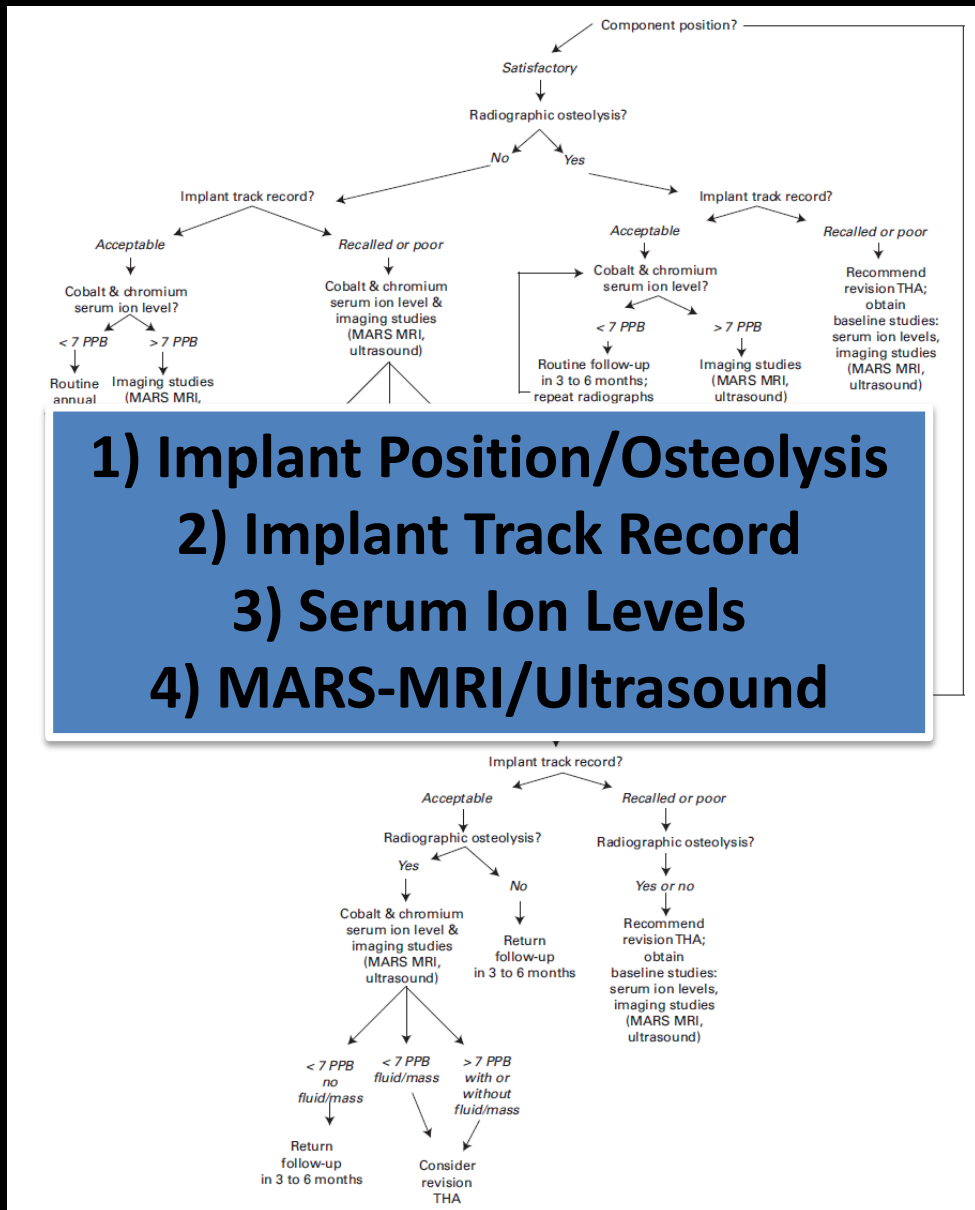 Component position?
Satisfactory
Radiographic osteolysis?
No
Yes
Implant track record?
Acceptable
Recalled or poor
Cobalt & chromium
serum ion level?
< 7 PPB
> 7 PPB
Routine
annual
Imaging studies
(MARS MRI,
Cobalt & chromium
serum ion level &
imaging studies
(MARS MRI,
ultrasound)
Implant track record?
Acceptable
Recalled or poor
Cobalt & chromium
serum ion level?
< 7 PPB
> 7 PPB
Routine follow-up
in 3 to 6 months;
repeat radiographs
Imaging studies
(MARS MRI,
ultrasound)
Recommend
revision THA;
obtain
baseline studies:
serum ion levels,
imaging studies
(MARS MRI,
ultrasound)
1) Implant Position/Osteolysis
2) Implant Track Record
3) Serum Ion Levels
4) MARS-MRI/Ultrasound
Implant track record?
Acceptable
Recalled or poor
Radiographic osteolysis?
Yes
No
Cobalt & chromium
serum ion level &
imaging studies
(MARS MRI,
ultrasound)
Return
follow-up
in 3 to 6 months
< 7 PPB
no
fluid/mass
< 7 PPB
fluid/mass
> 7 PPB
with or
without
fluid/mass
Return
follow-up
in 3 to 6 months
Consider
revision
THA
Radiographic osteolysis?
Yes or no
Recommend
revision THA;
obtain
baseline studies:
serum ion levels,
imaging studies
(MARS MRI,
ultrasound)